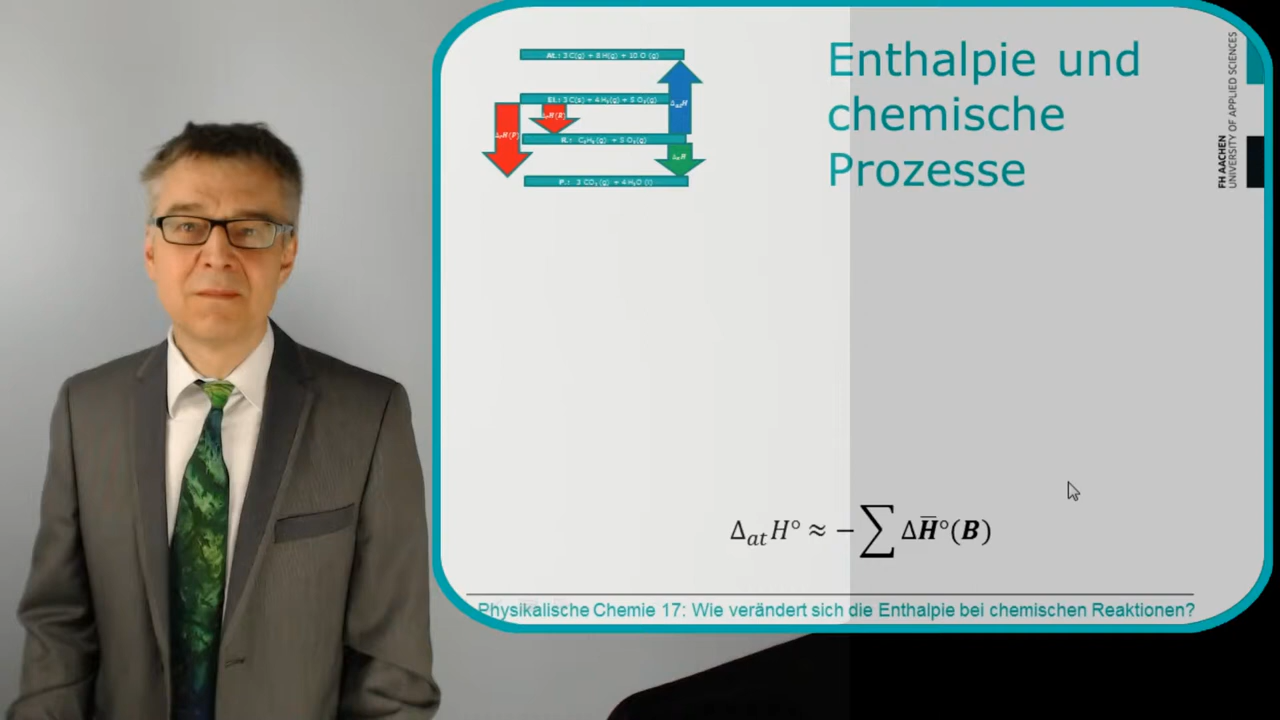 At.: 3 C(g) + 8 H(g) + 10 O (g)
El.: 3 C(s) + 4 H₂(g) + 5 O₂(g)
R.: C₃H₈ (g) + 5 O₂(g)
P.: 3 CO₂ (g) + 4 H₂O (l)
Δ_at H
Enthalpie und
chemische
Prozesse
FH AACHEN
UNIVERSITY OF APPLIED SCIENCES
Δ_at H° ≈ −∑ ΔH̅°(B)
Physikalische Chemie 17: Wie verändert sich die Enthalpie bei chemischen Reaktionen?